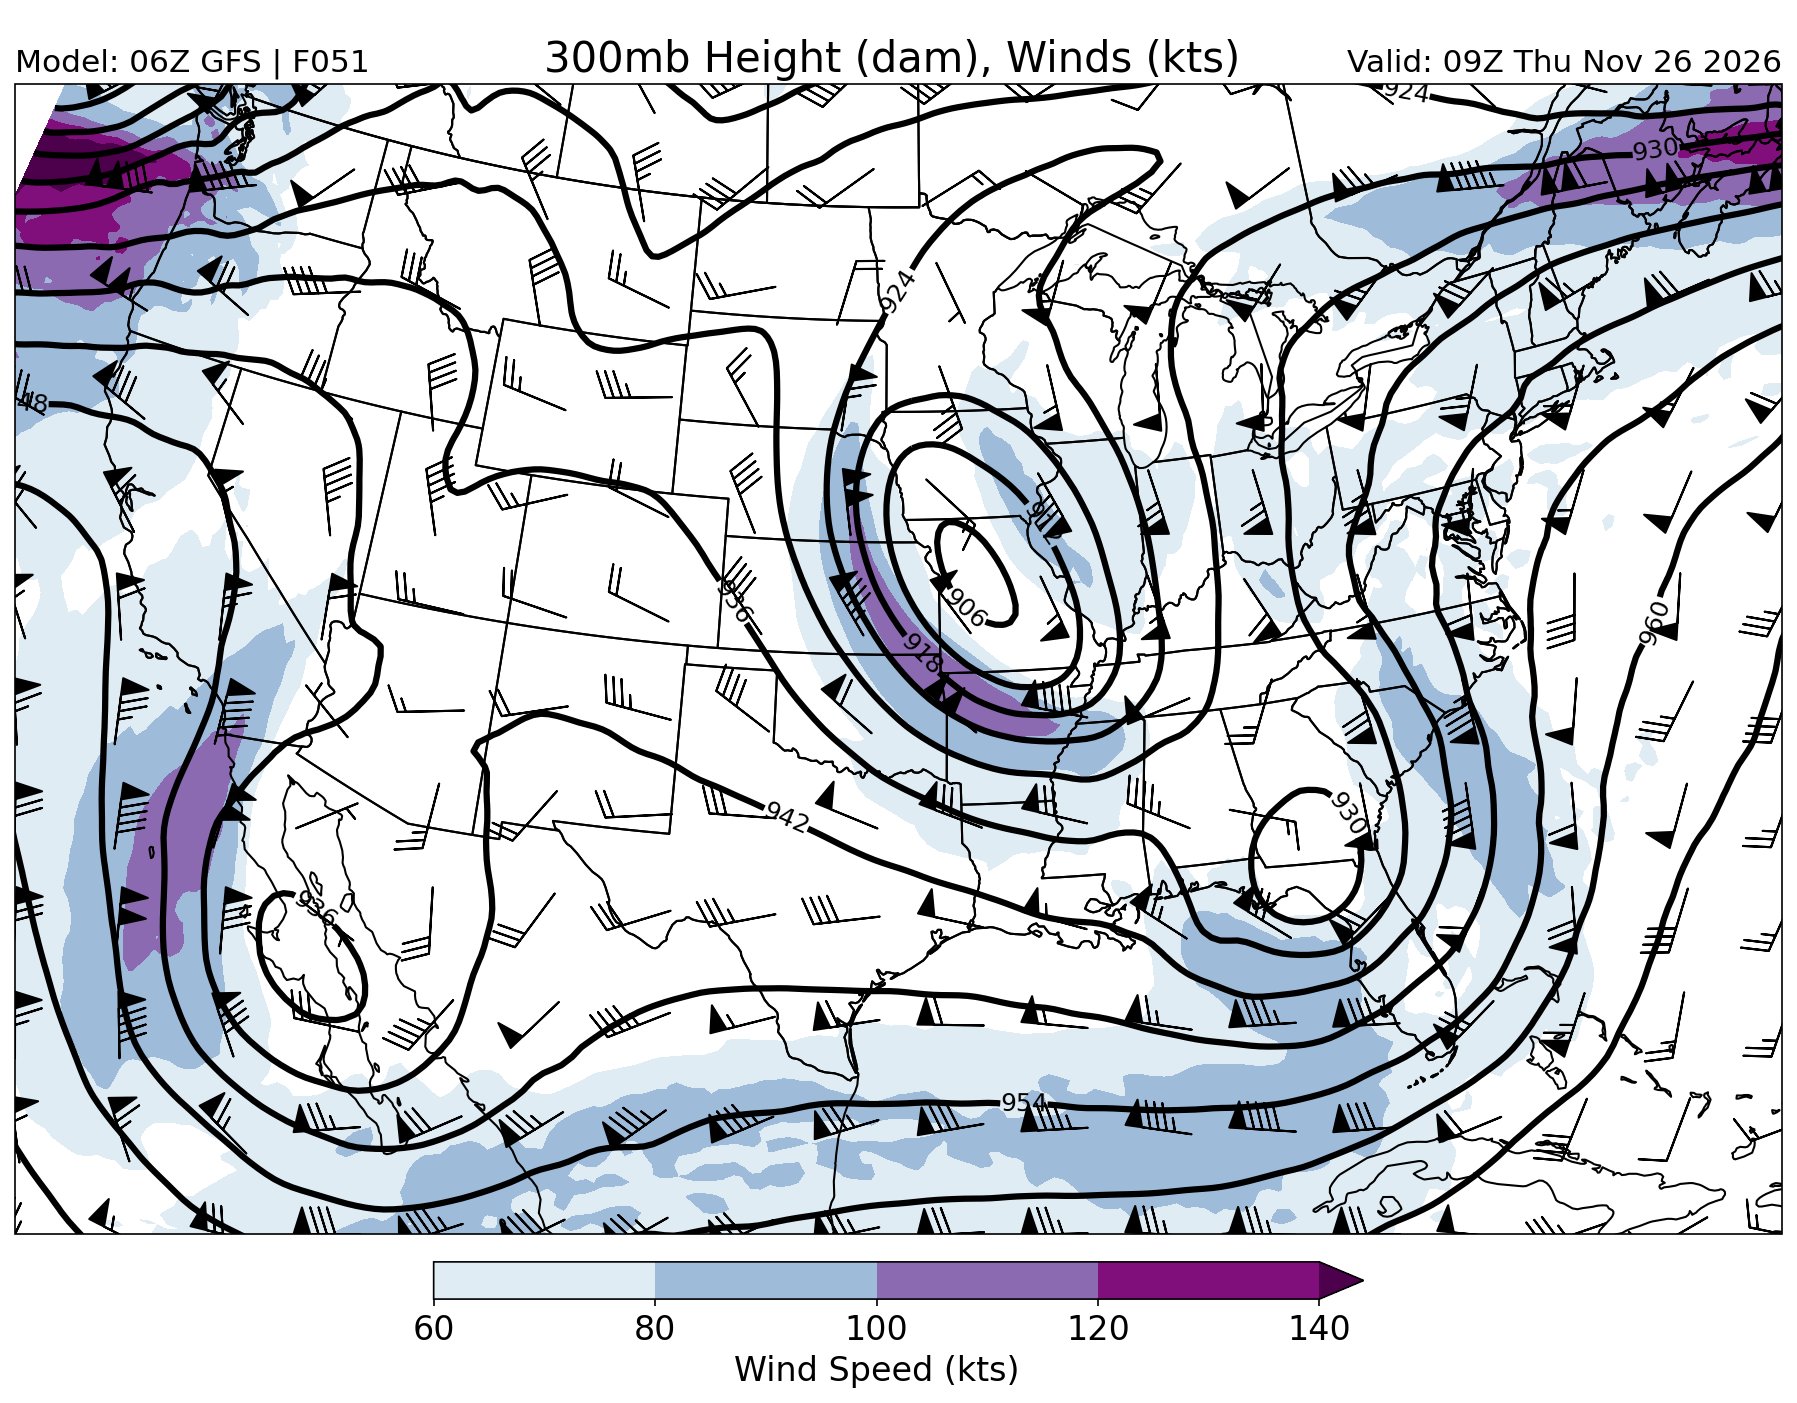 Model: 06Z GFS | F051
300mb Height (dam), Winds (kts)
Valid: 09Z Thu Nov 26 2026
924
930
924
48
936
906
918
960
942
930
936
954
60 80 100 120 140
Wind Speed (kts)